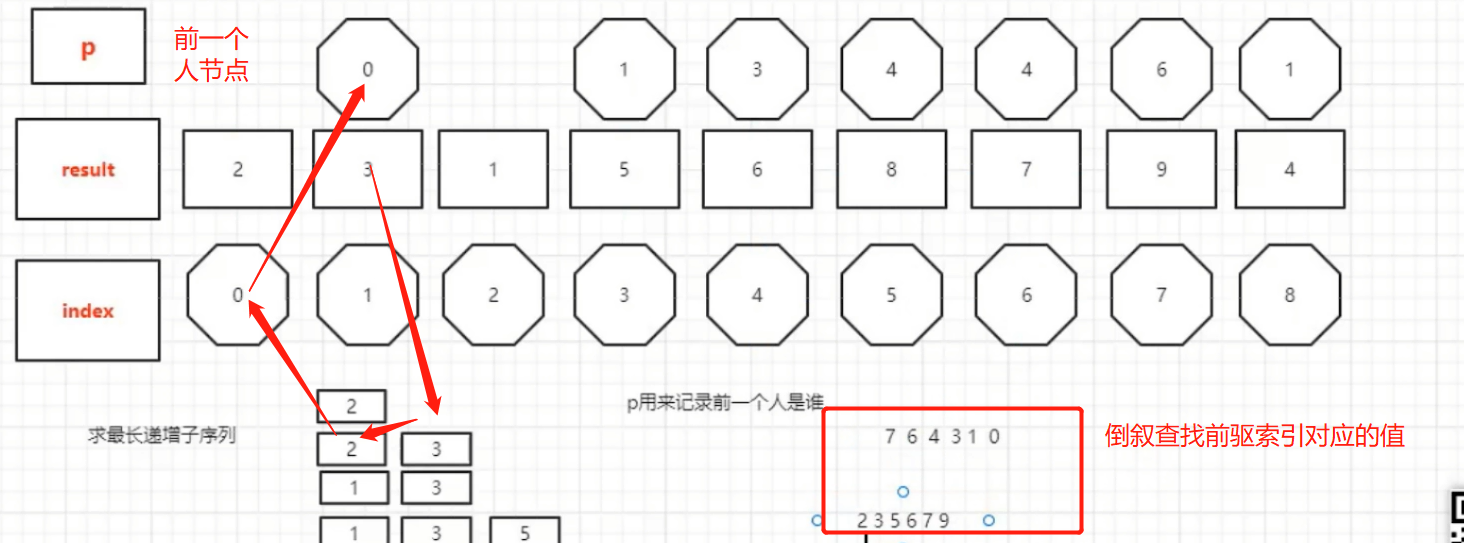 p
前一个
人节点
0 1 3 4 4 6 1
result 2 3 1 5 6 8 7 9 4
index 0 1 2 3 4 5 6 7 8
2
p用来记录前一个人是谁
求最长递增子序列
2 3
7 6 4 3 1 0
倒叙查找前驱索引对应的值
1 3
1 3 5
2 3 5 6 7 9